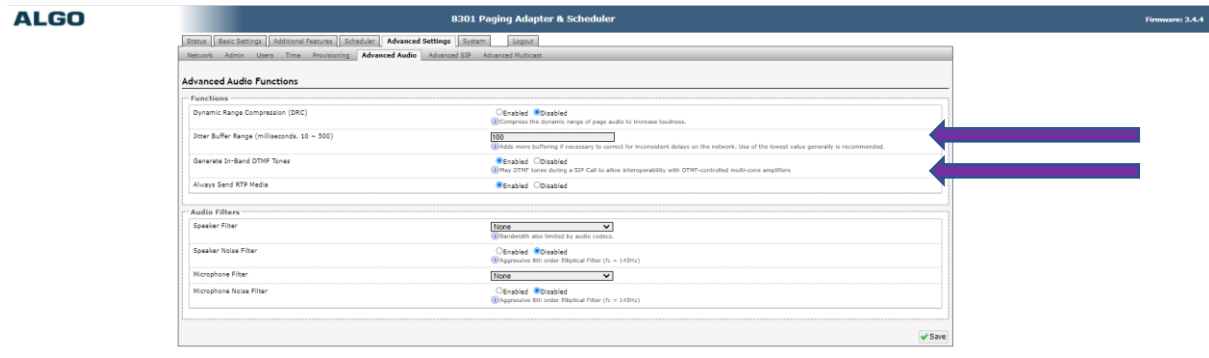 ALGO
8301 Paging Adapter & Scheduler
Firmware: 3.4.4
Status Basic Settings Additional Features Scheduler Advanced Settings System Logout
Network Admin Users Time Provisioning Advanced Audio Advanced SIP Advanced Multicast
Advanced Audio Functions
Functions
Dynamic Range Compression (DRC) Enabled Disabled
Compress the dynamic range of page audio to increase loudness.
Jitter Buffer Range (milliseconds, 10 ~ 500) 100
Adds more buffering if necessary to correct for inconsistent delays on the network. Use of the lowest value generally is recommended.
Generate In-Band DTMF Tones Enabled Disabled
Play DTMF tones during a SIP Call to allow interoperability with DTMF-controlled multi-zone amplifiers
Always Send RTP Media Enabled Disabled
Audio Filters
Speaker Filter None
Bandwidth also limited by audio codecs.
Speaker Noise Filter Enabled Disabled
Aggressive 8th order Elliptical Filter (fc = 145Hz)
Microphone Filter None
Microphone Noise Filter Enabled Disabled
Aggressive 8th order Elliptical Filter (fc = 145Hz)
Save